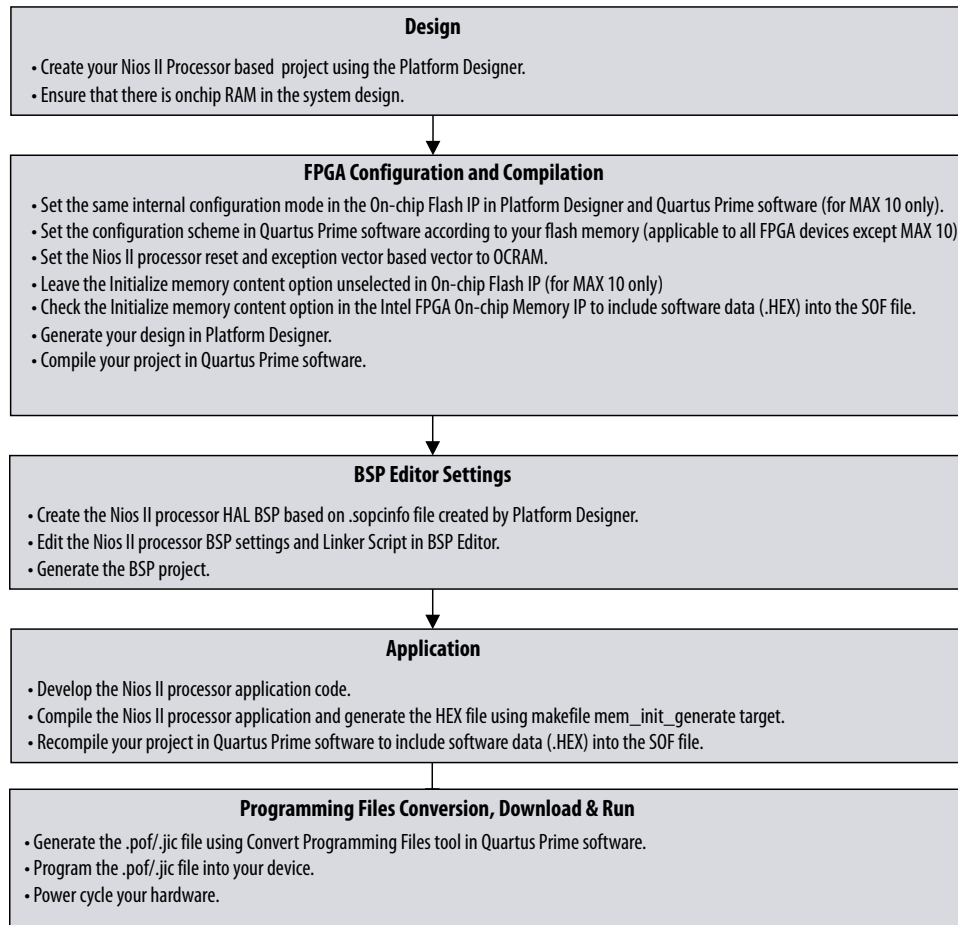 Design
• Create your Nios II Processor based project using the Platform Designer.
• Ensure that there is onchip RAM in the system design.
FPGA Configuration and Compilation
• Set the same internal configuration mode in the On-chip Flash IP in Platform Designer and Quartus Prime software (for MAX 10 only).
• Set the configuration scheme in Quartus Prime software according to your flash memory (applicable to all FPGA devices except MAX 10)
• Set the Nios II processor reset and exception vector based vector to OCRAM.
• Leave the Initialize memory content option unselected in On-chip Flash IP (for MAX 10 only)
• Check the Initialize memory content option in the Intel FPGA On-chip Memory IP to include software data (.HEX) into the SOF file.
• Generate your design in Platform Designer.
• Compile your project in Quartus Prime software.
BSP Editor Settings
• Create the Nios II processor HAL BSP based on .sopcinfo file created by Platform Designer.
• Edit the Nios II processor BSP settings and Linker Script in BSP Editor.
• Generate the BSP project.
Application
• Develop the Nios II processor application code.
• Compile the Nios II processor application and generate the HEX file using makefile mem_init_generate target.
• Recompile your project in Quartus Prime software to include software data (.HEX) into the SOF file.
Programming Files Conversion, Download & Run
• Generate the .pof/.jic file using Convert Programming Files tool in Quartus Prime software.
• Program the .pof/.jic file into your device.
• Power cycle your hardware.